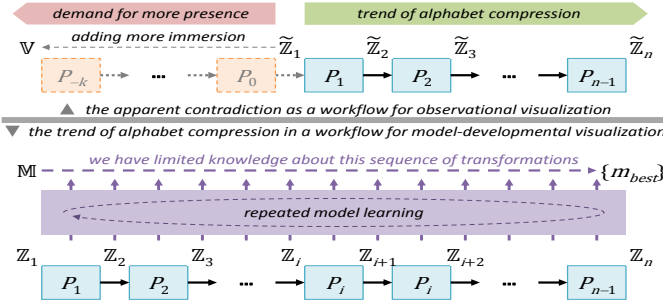 demand for more presence trend of alphabet compression
𝕍 adding more immersion ℤ̃₁ ℤ̃₂ ℤ̃₃ ℤ̃ₙ
P₋ₖ ... P₀ P₁ P₂ ... Pₙ₋₁
the apparent contradiction as a workflow for observational visualization
the trend of alphabet compression in a workflow for model-developmental visualization
we have limited knowledge about this sequence of transformations
𝕄 {m_best}
repeated model learning
ℤ₁ ℤ₂ ℤ₃ ℤᵢ ℤᵢ₊₁ ℤᵢ₊₂ ℤₙ
P₁ P₂ ... Pᵢ Pᵢ ... Pₙ₋₁